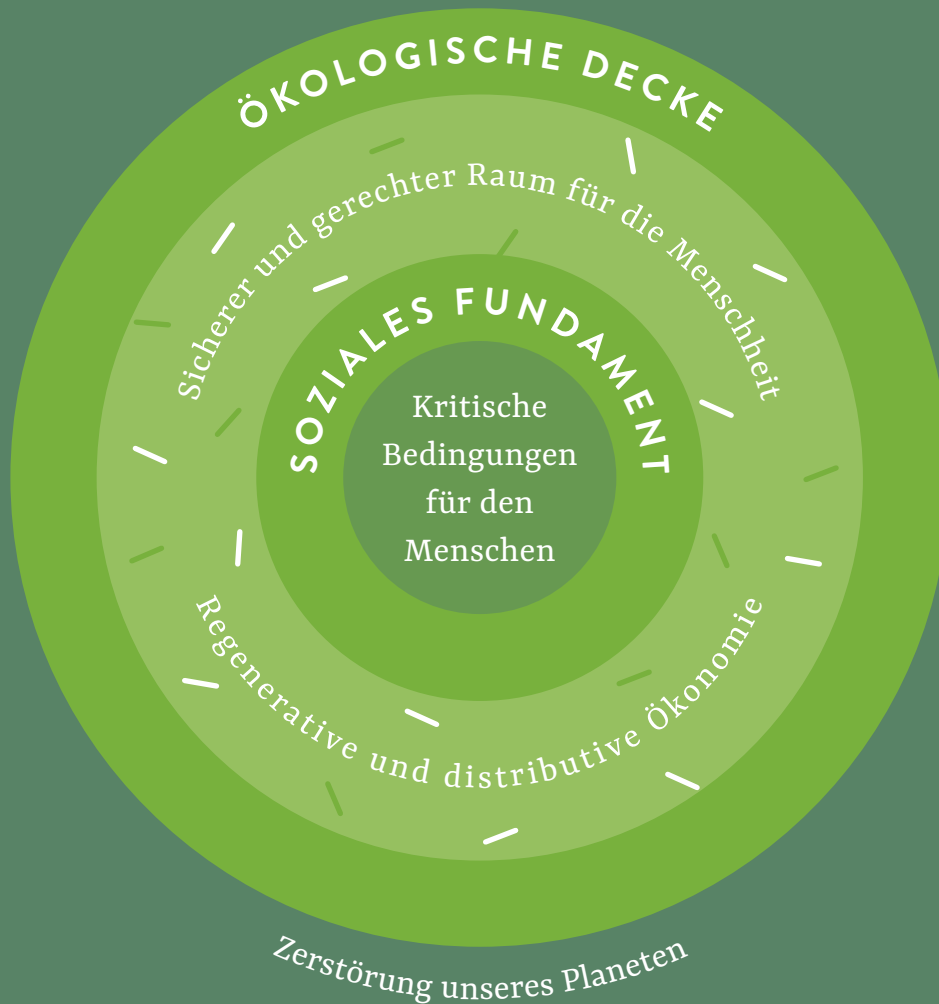 ÖKOLOGISCHE DECKE
Sicherer und gerechter Raum für die Menschheit
SOZIALES FUNDAMENT
Kritische
Bedingungen
für den
Menschen
Regenerative und distributive Ökonomie
Zerstörung unseres Planeten